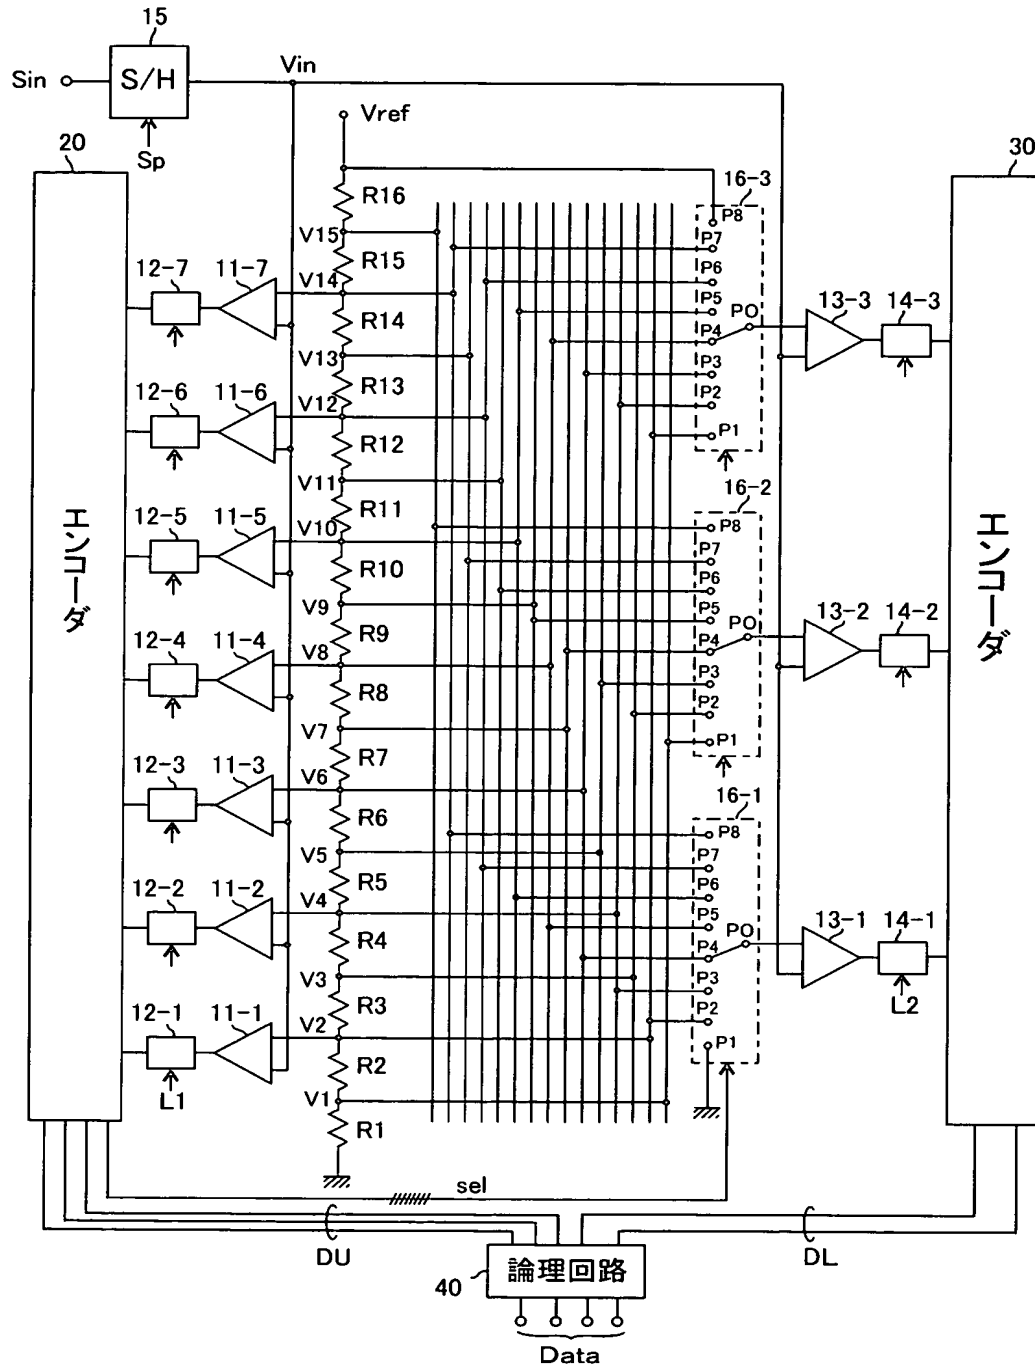 15
Sin
S/H
Vin
Sp
Vref
20
30
エンコーダ
エンコーダ
R16
V15
R15
V14
R14
V13
R13
V12
R12
V11
R11
V10
R10
V9
R9
V8
R8
V7
R7
V6
R6
V5
R5
V4
R4
V3
R3
V2
R2
V1
R1
12-7
11-7
12-6
11-6
12-5
11-5
12-4
11-4
12-3
11-3
12-2
11-2
12-1
11-1
L1
16-3
P8
P7
P6
P5
P4
PO
P3
P2
P1
13-3
14-3
16-2
P8
P7
P6
P5
P4
PO
P3
P2
P1
13-2
14-2
16-1
P8
P7
P6
P5
P4
PO
P3
P2
P1
13-1
14-1
L2
sel
DU
DL
40
論理回路
Data